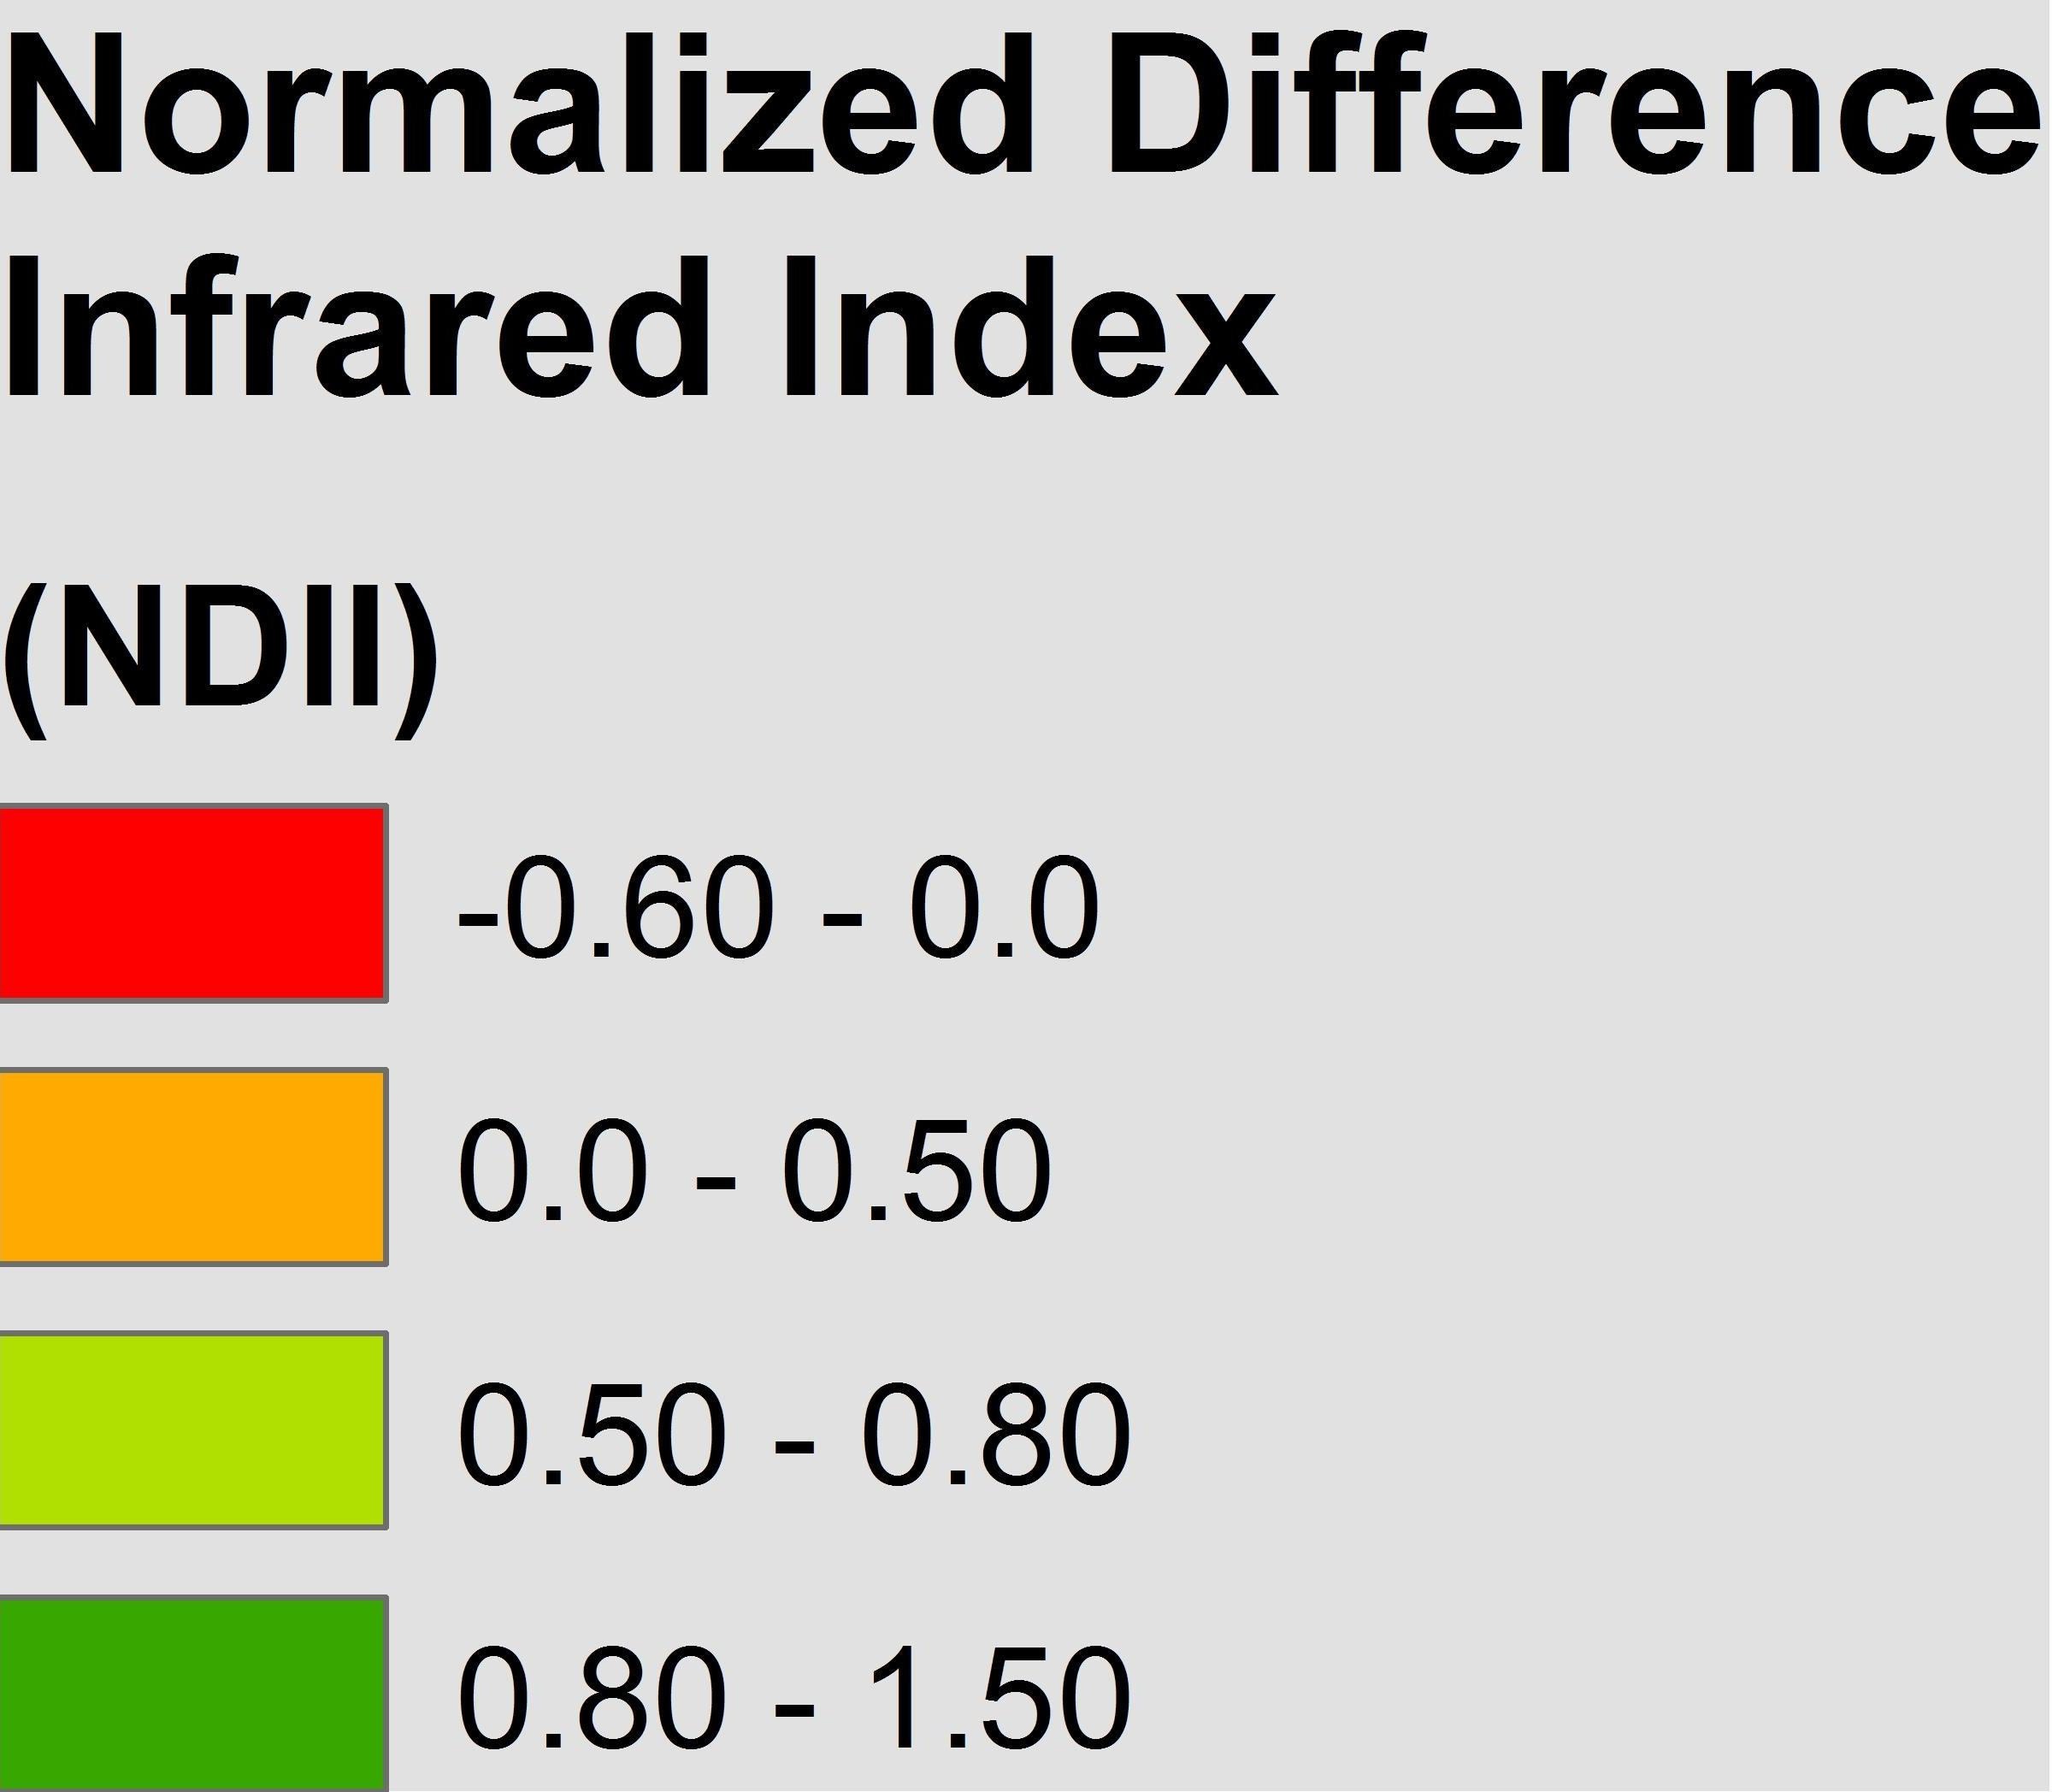 Normalized Difference
Infrared Index
(NDII)
-0.60 - 0.0
0.0 - 0.50
0.50 - 0.80
0.80 - 1.50